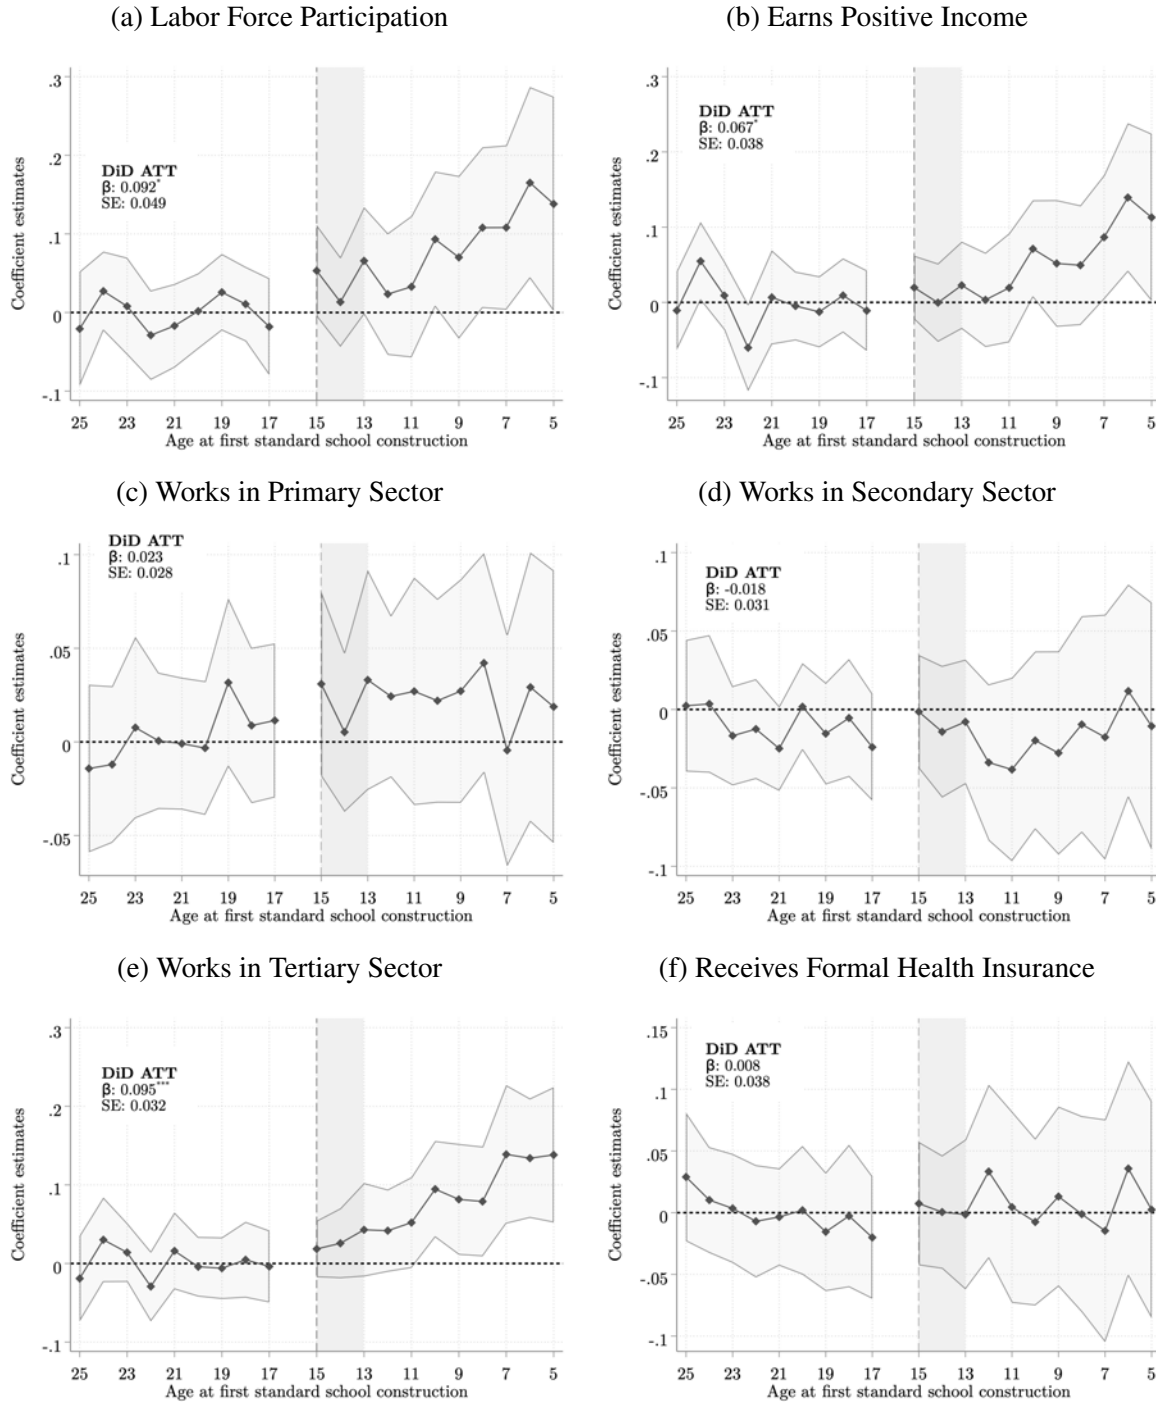 (a) Labor Force Participation
.3
.2
.1
0
-.1
Coefficient estimates
DiD ATT
β: 0.092*
SE: 0.049
25 23 21 19 17 15 13 11 9 7 5
Age at first standard school construction
(b) Earns Positive Income
.3
.2
.1
0
-.1
Coefficient estimates
DiD ATT
β: 0.067*
SE: 0.038
25 23 21 19 17 15 13 11 9 7 5
Age at first standard school construction
(c) Works in Primary Sector
.1
.05
0
-.05
Coefficient estimates
DiD ATT
β: 0.023
SE: 0.028
25 23 21 19 17 15 13 11 9 7 5
Age at first standard school construction
(d) Works in Secondary Sector
.1
.05
0
-.05
-.1
Coefficient estimates
DiD ATT
β: -0.018
SE: 0.031
25 23 21 19 17 15 13 11 9 7 5
Age at first standard school construction
(e) Works in Tertiary Sector
.3
.2
.1
0
-.1
Coefficient estimates
DiD ATT
β: 0.095***
SE: 0.032
25 23 21 19 17 15 13 11 9 7 5
Age at first standard school construction
(f) Receives Formal Health Insurance
.15
.1
.05
0
-.05
-.1
Coefficient estimates
DiD ATT
β: 0.008
SE: 0.038
25 23 21 19 17 15 13 11 9 7 5
Age at first standard school construction